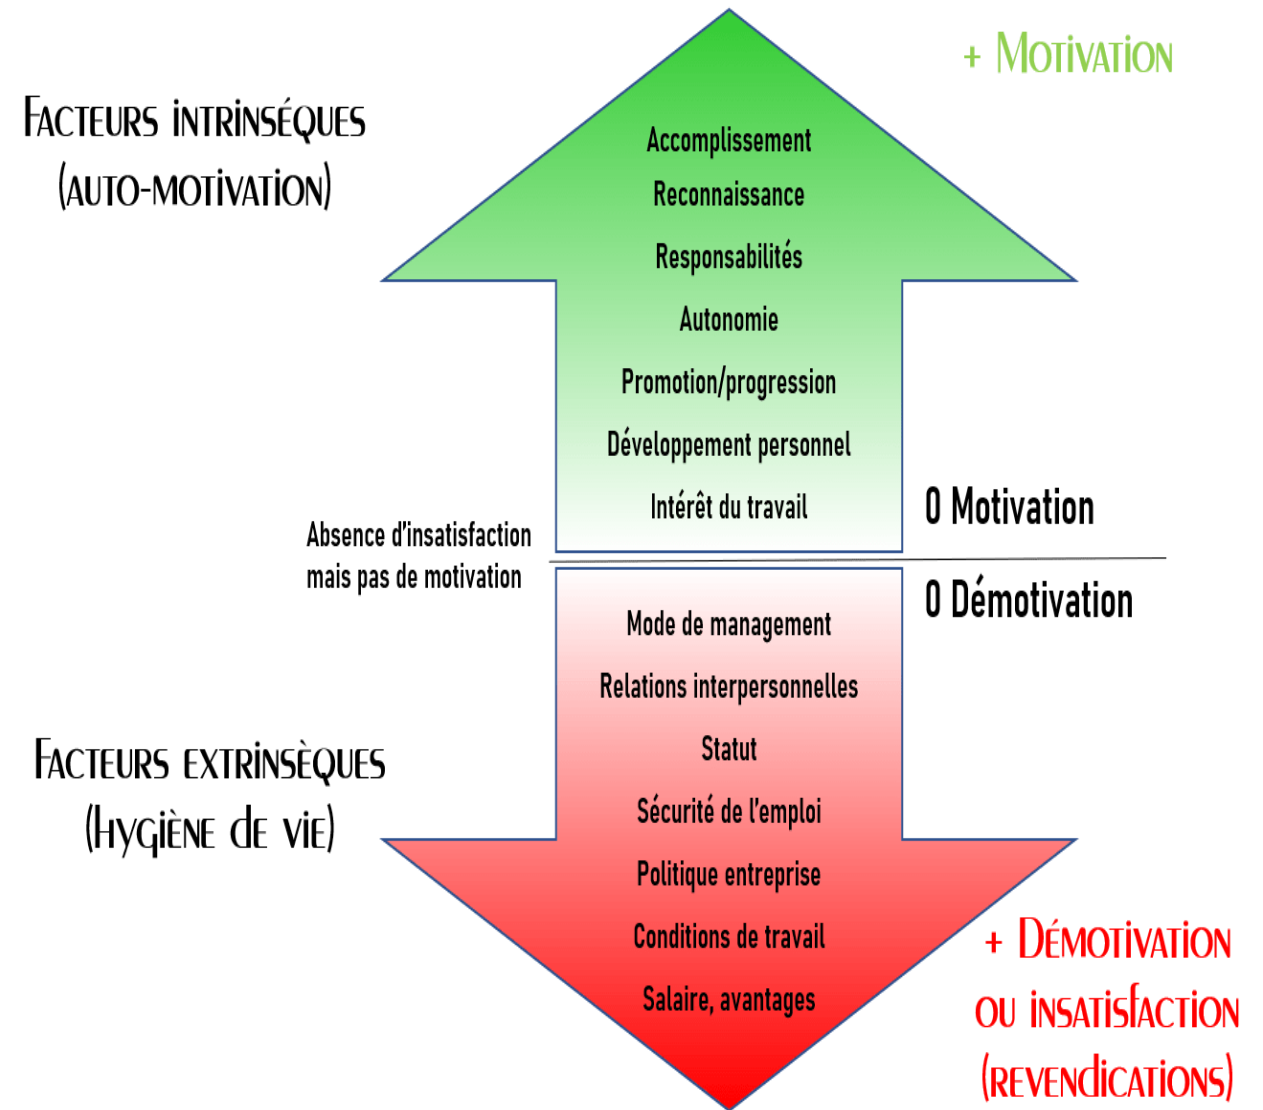 + Motivation
Facteurs intrinséques
(auto-motivation)
Accomplissement
Reconnaissance
Responsabilités
Autonomie
Promotion/progression
Développement personnel
Intérêt du travail
0 Motivation
Absence d'insatisfaction
mais pas de motivation
0 Démotivation
Mode de management
Relations interpersonnelles
Statut
Sécurité de l'emploi
Politique entreprise
Conditions de travail
Salaire, avantages
Facteurs extrinsèques
(hygiène de vie)
+ Démotivation
ou insatisfaction
(revendications)